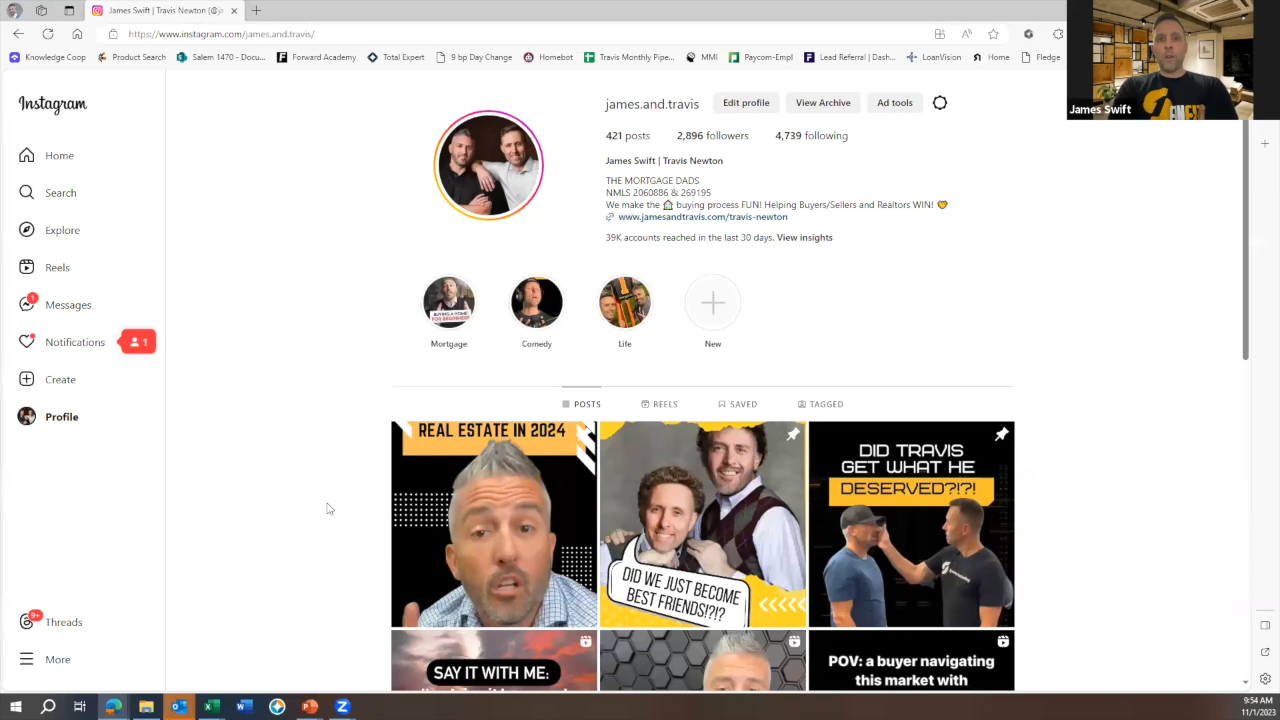 James Swift | Travis Newton (@ja
https://www.instagram.com/james.and.travis/
Knowledge Coop
Product Search
Salem 1470 - Docu...
Forward Academy
Total Expert
9 bp Day Change
Homebot
Travis Monthly Pipe...
MMI
Paycom-Empl
Lead Referral | Dash...
LoanVision
Home
Fledge
James Swift
Instagram
Home
Search
Explore
Reels
1
Messages
Notifications
1
Create
Profile
9+
Threads
More
james.and.travis
Edit profile
View Archive
Ad tools
421 posts
2,896 followers
4,739 following
James Swift | Travis Newton
THE MORTGAGE DADS
NMLS 2060886 & 269195
We make the 🏠 buying process FUN! Helping Buyers/Sellers and Realtors WIN!
www.jamesandtravis.com/travis-newton
39K accounts reached in the last 30 days. View insights
BUYING A HOME
FOR BEGINNERS
Mortgage
Comedy
Life
New
POSTS
REELS
SAVED
TAGGED
REAL ESTATE IN 2024
DID WE JUST BECOME
BEST FRIENDS!?!?
DID TRAVIS
GET WHAT HE
DESERVED?!?!
SAY IT WITH ME:
POV: a buyer navigating
this market with
9:54 AM
11/1/2023